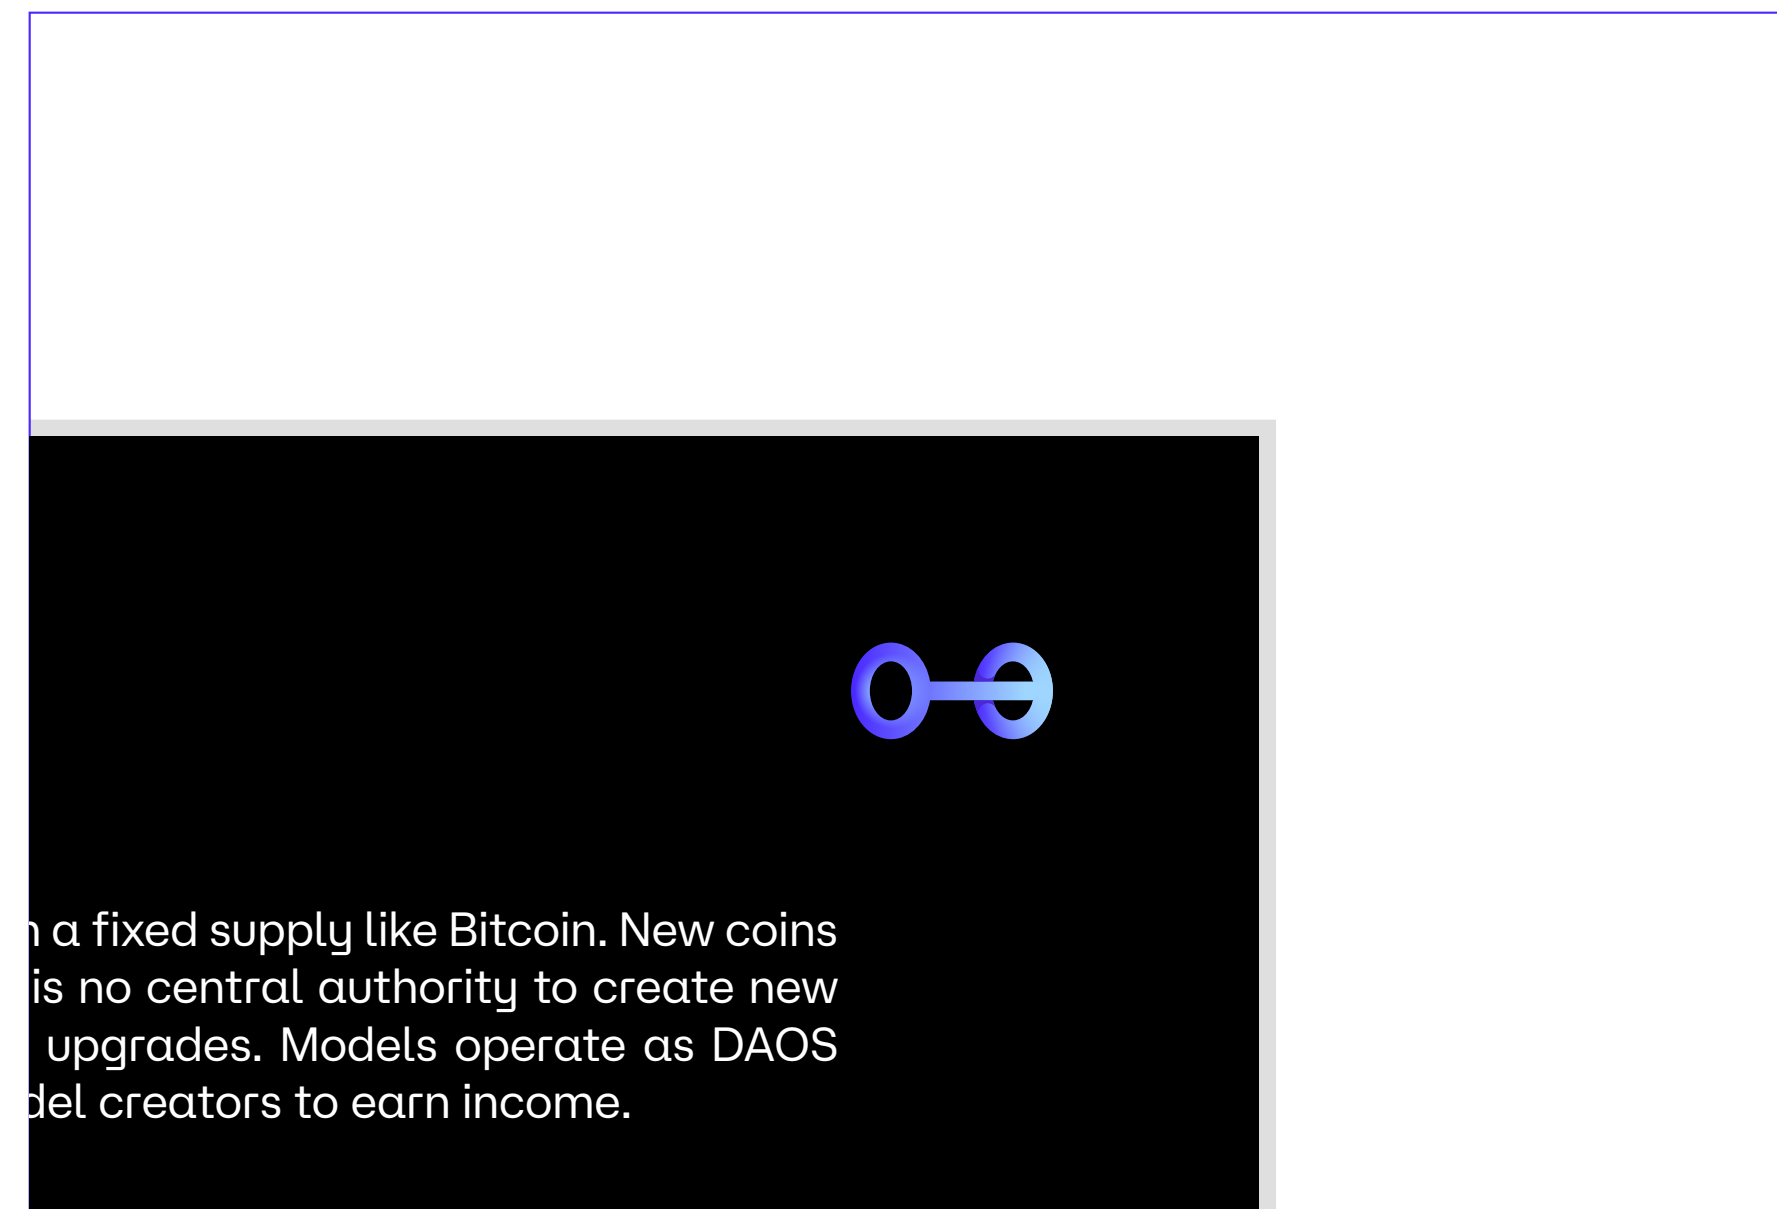 a fixed supply like Bitcoin. New coins
is no central authority to create new
upgrades. Models operate as DAOS
creators to earn income.